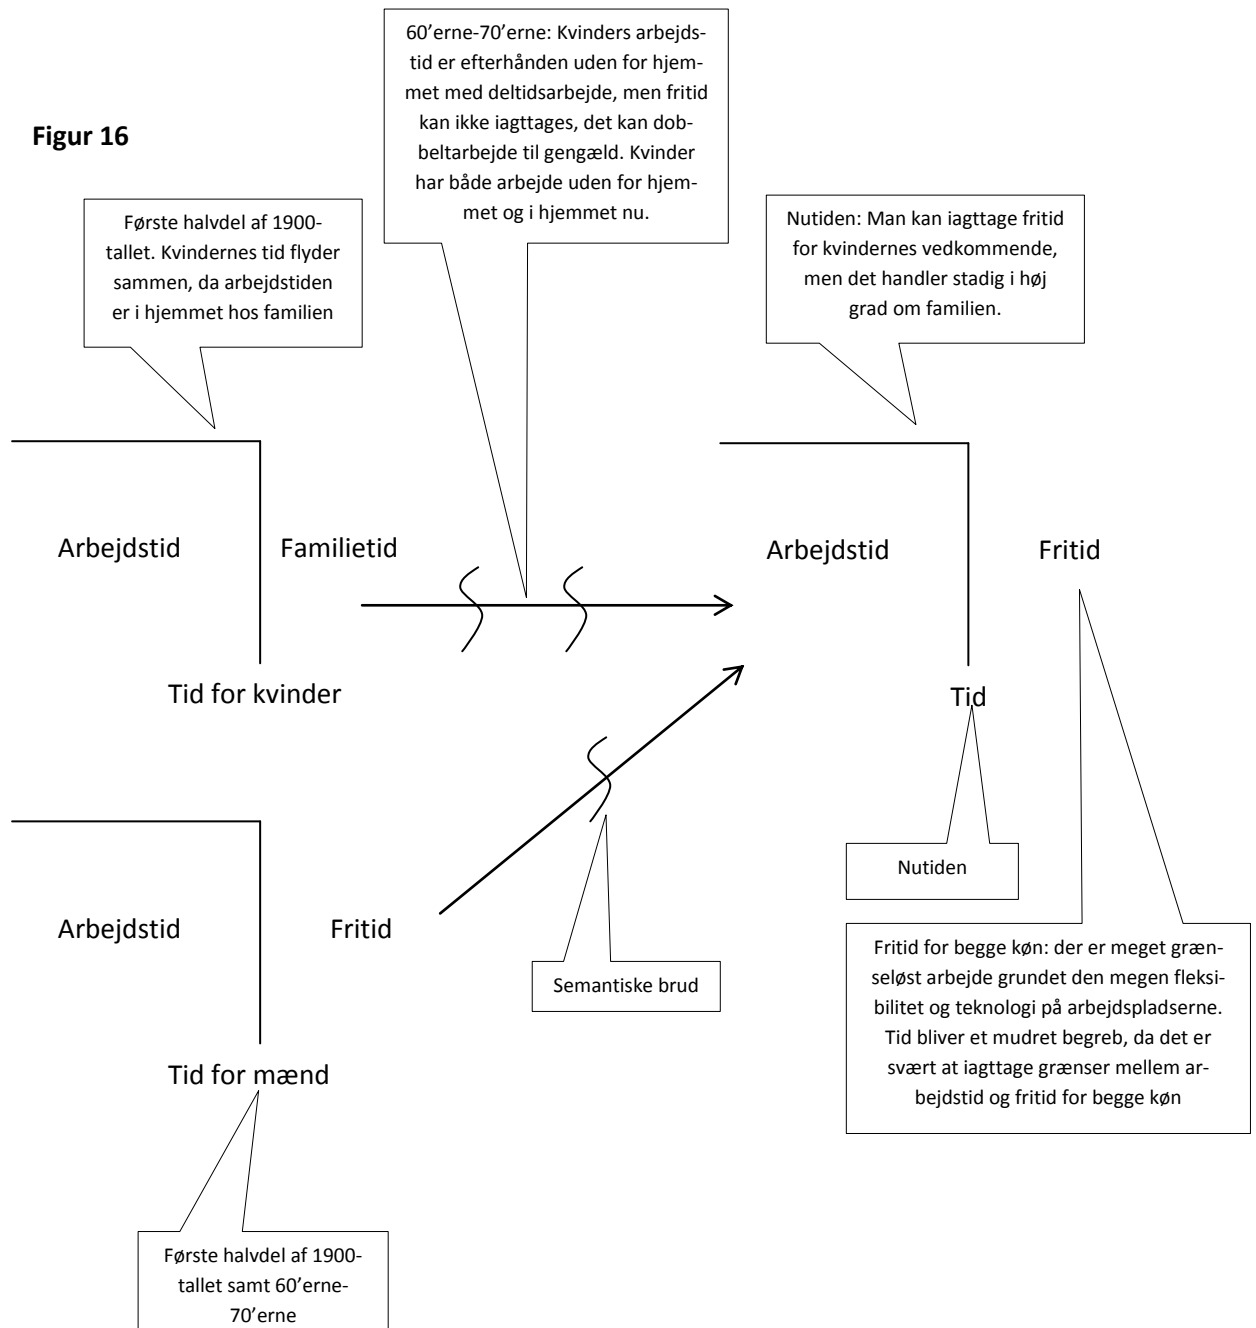 Figur 16
60’erne-70’erne: Kvinders arbejds-
tid er efterhånden uden for hjem-
met med deltidsarbejde, men fritid
kan ikke iagttages, det kan dob-
beltarbejde til gengæld. Kvinder
har både arbejde uden for hjem-
met og i hjemmet nu.
Første halvdel af 1900-
tallet. Kvindernes tid flyder
sammen, da arbejdstiden
er i hjemmet hos familien
Nutiden: Man kan iagttage fritid
for kvindernes vedkommende,
men det handler stadig i høj
grad om familien.
Arbejdstid
Familietid
Tid for kvinder
Arbejdstid
Fritid
Tid
Nutiden
Arbejdstid
Fritid
Tid for mænd
Semantiske brud
Fritid for begge køn: der er meget græn-
seløst arbejde grundet den megen fleksi-
bilitet og teknologi på arbejdspladserne.
Tid bliver et mudret begreb, da det er
svært at iagttage grænser mellem ar-
bejdstid og fritid for begge køn
Første halvdel af 1900-
tallet samt 60’erne-
70’erne